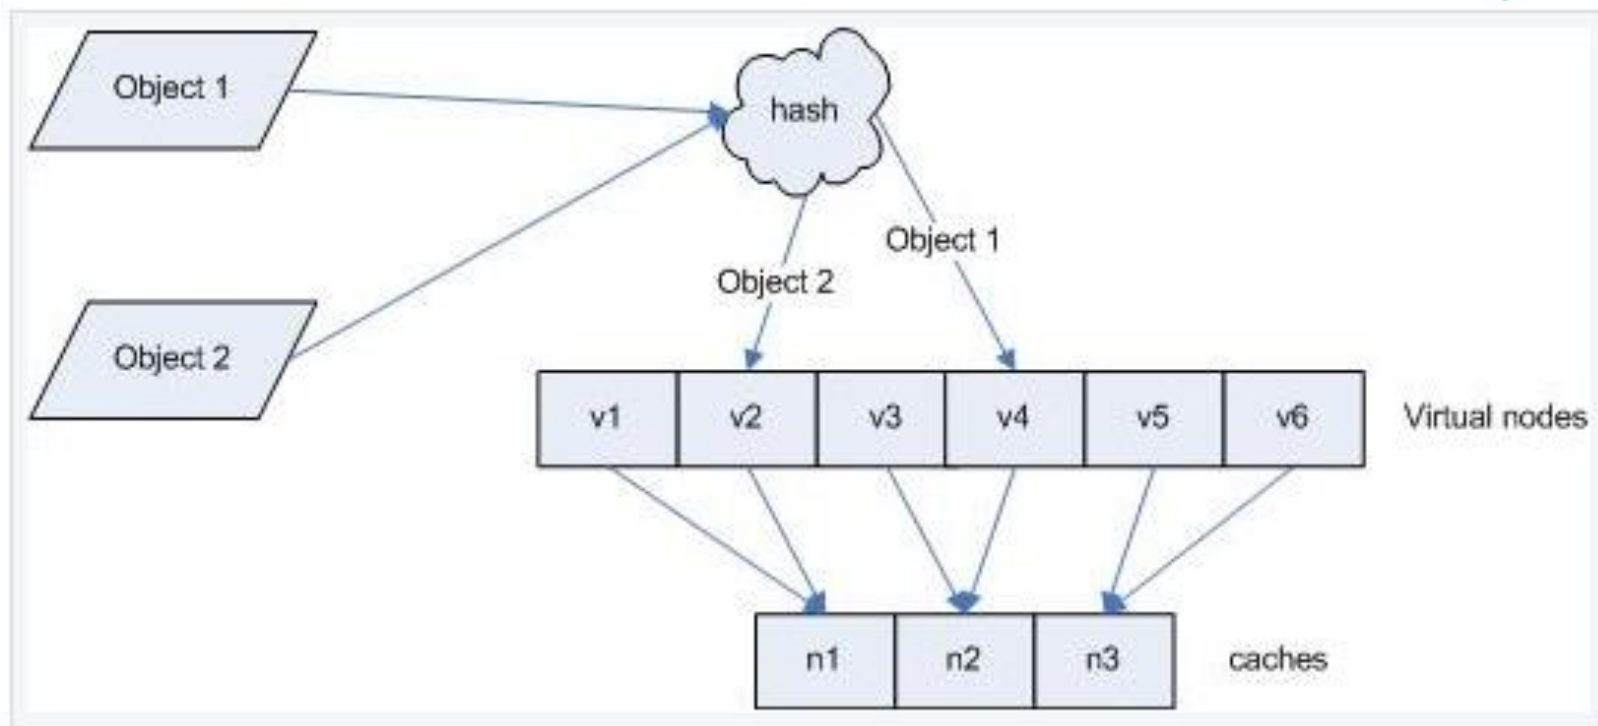 Object 1
hash
Object 1
Object 2
Object 2
v1 v2 v3 v4 v5 v6 Virtual nodes
n1 n2 n3 caches